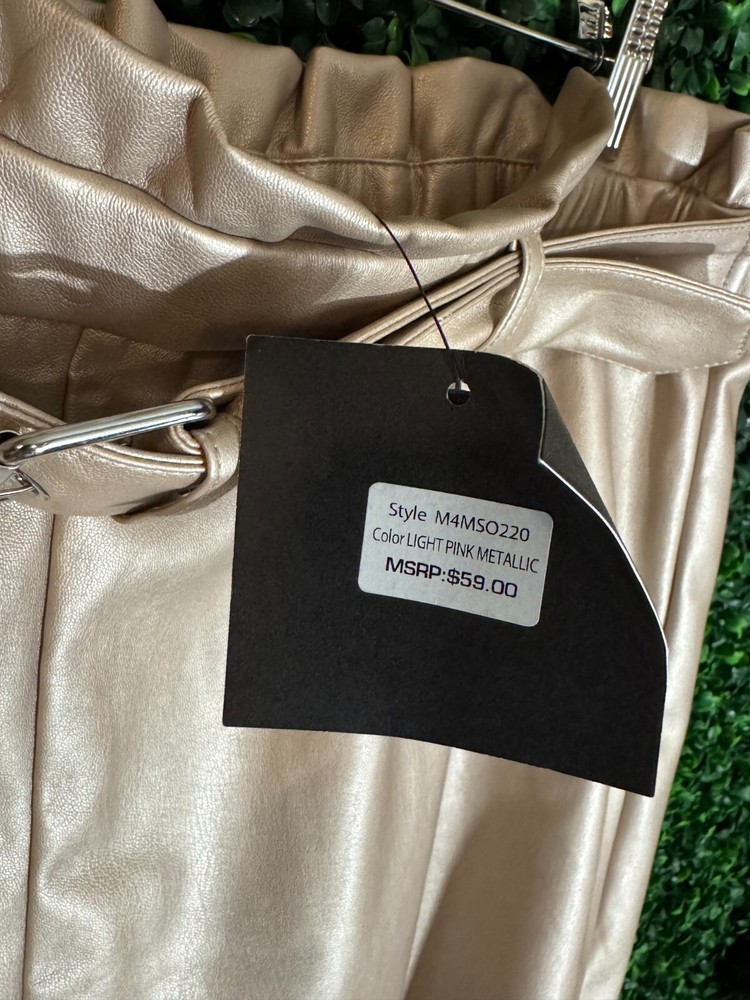 Style M4MSO220
Color LIGHT PINK METALLIC
MSRP:$59.00